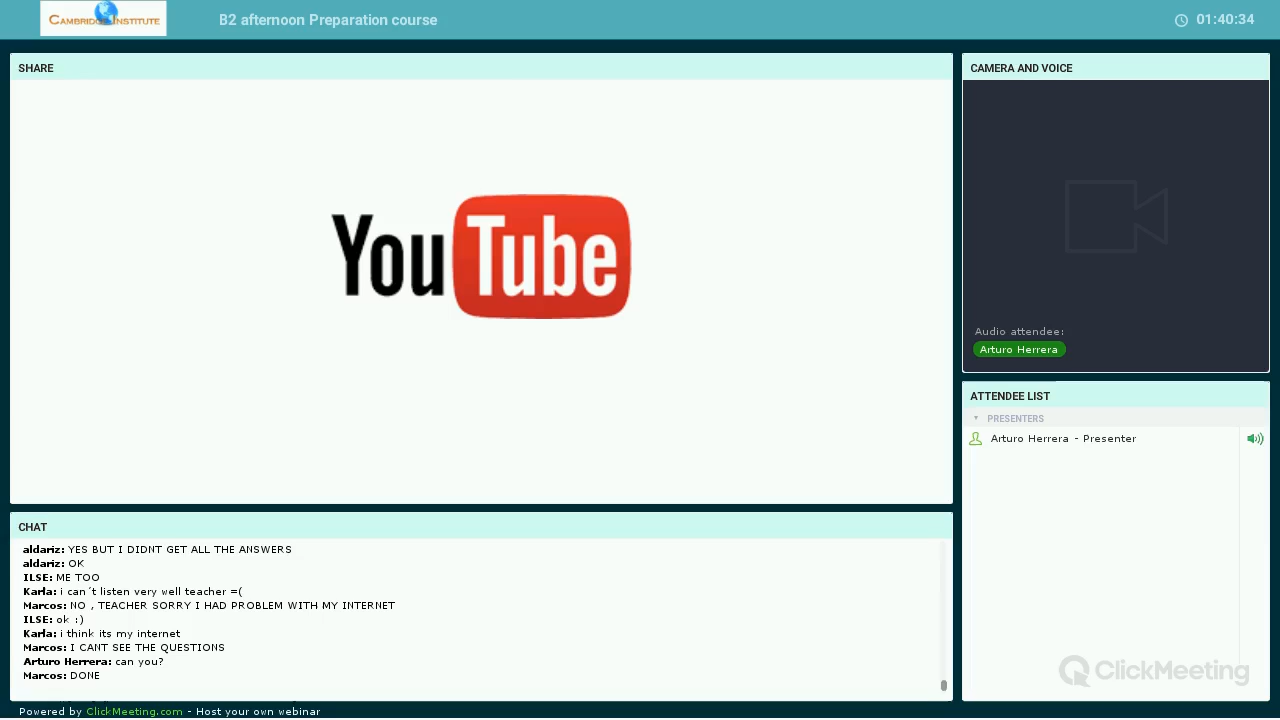 CAMBRIDGE INSTITUTE
B2 afternoon Preparation course
01:40:34
SHARE
YouTube
CAMERA AND VOICE
Audio attendee:
Arturo Herrera
ATTENDEE LIST
PRESENTERS
Arturo Herrera - Presenter
CHAT
aldariz: YES BUT I DIDNT GET ALL THE ANSWERS
aldariz: OK
ILSE: ME TOO
Karla: i can´t listen very well teacher =(
Marcos: NO , TEACHER SORRY I HAD PROBLEM WITH MY INTERNET
ILSE: ok :)
Karla: i think its my internet
Marcos: I CANT SEE THE QUESTIONS
Arturo Herrera: can you?
Marcos: DONE
ClickMeeting
Powered by ClickMeeting.com - Host your own webinar